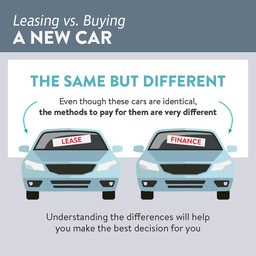 Leasing vs. Buying
A NEW CAR
THE SAME BUT DIFFERENT
Even though these cars are identical,
the methods to pay for them are very different
LEASE
FINANCE
Understanding the differences will help
you make the best decision for you